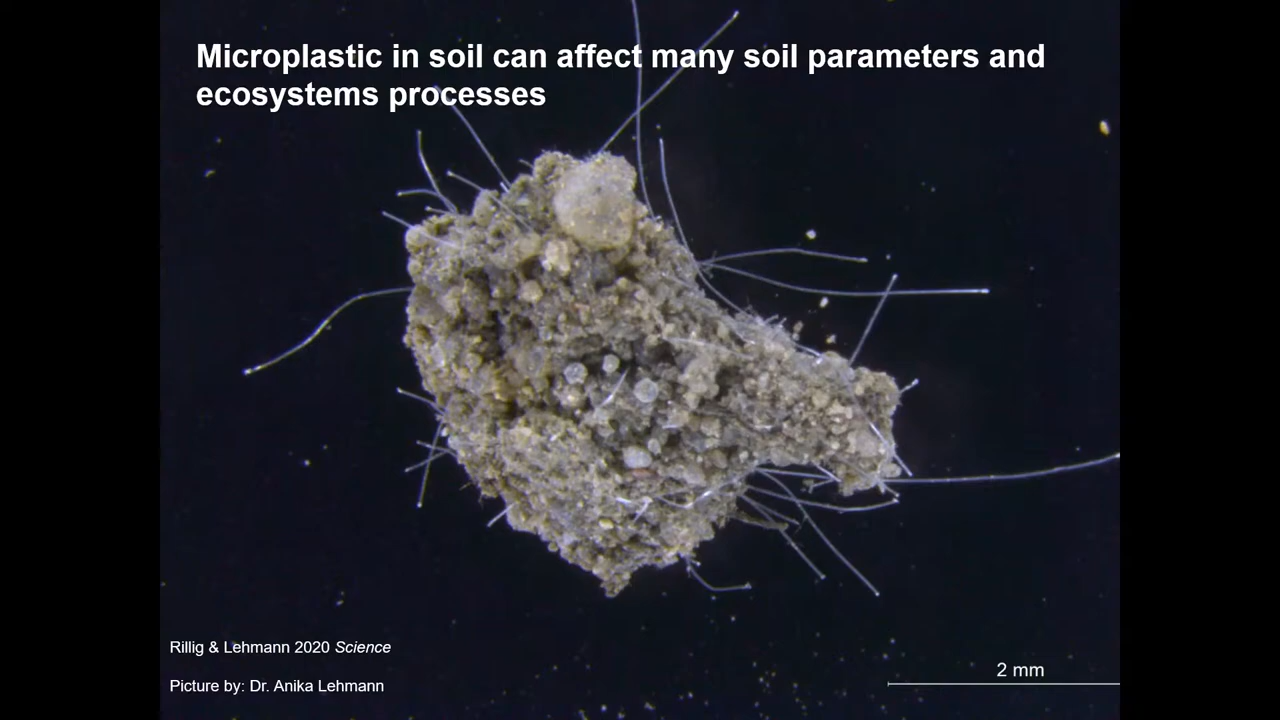 Microplastic in soil can affect many soil parameters and
ecosystems processes
Rillig & Lehmann 2020 Science
Picture by: Dr. Anika Lehmann
2 mm